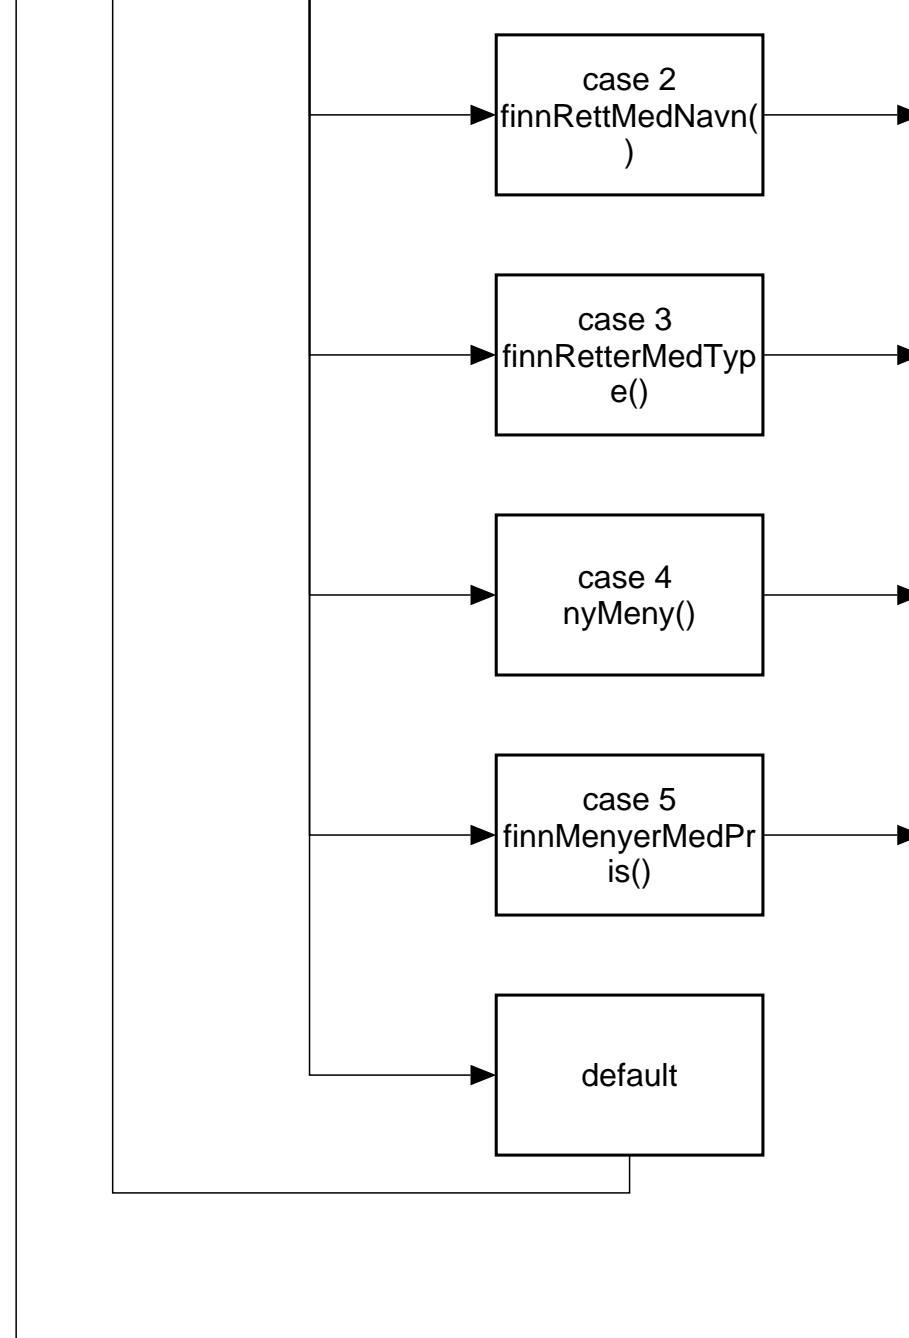 case 2
finnRettMedNavn(
)
case 3
finnRetterMedTyp
e()
case 4
nyMeny()
case 5
finnMenyerMedPr
is()
default